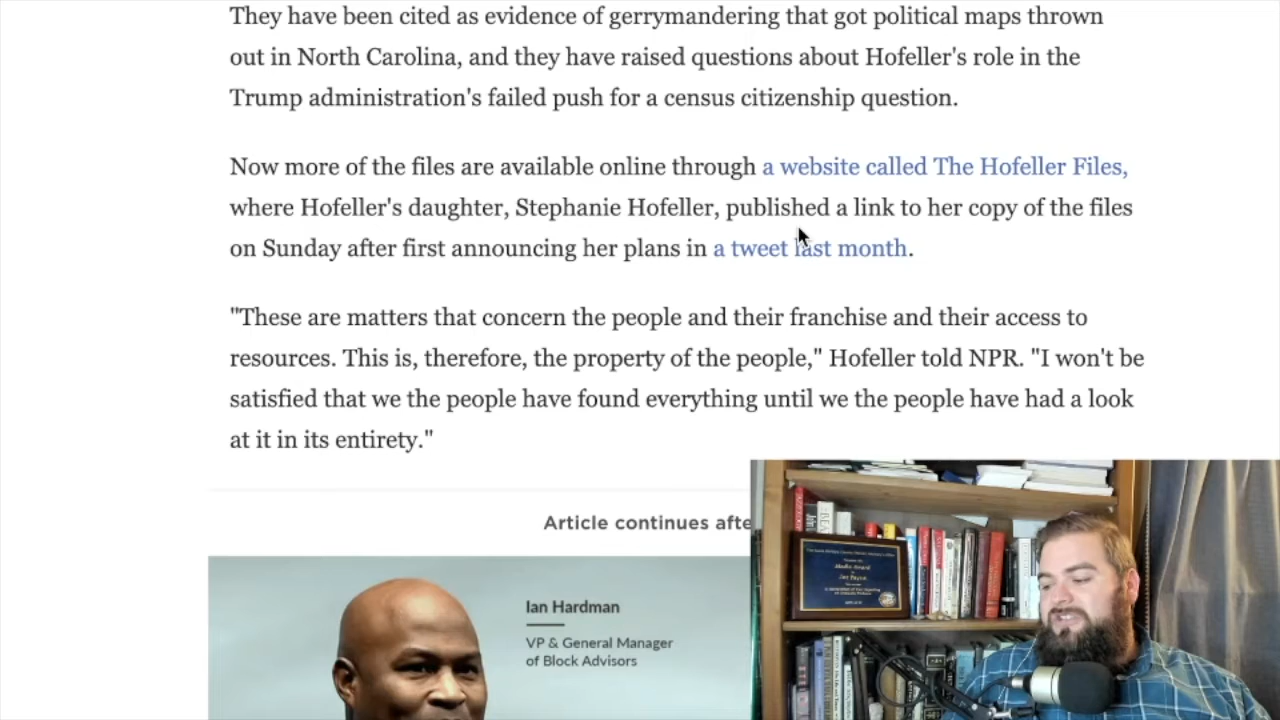 They have been cited as evidence of gerrymandering that got political maps thrown
out in North Carolina, and they have raised questions about Hofeller's role in the
Trump administration's failed push for a census citizenship question.
Now more of the files are available online through a website called The Hofeller Files,
where Hofeller's daughter, Stephanie Hofeller, published a link to her copy of the files
on Sunday after first announcing her plans in a tweet last month.
"These are matters that concern the people and their franchise and their access to
resources. This is, therefore, the property of the people," Hofeller told NPR. "I won't be
satisfied that we the people have found everything until we the people have had a look
at it in its entirety."
Article continues afte
Ian Hardman
VP & General Manager
of Block Advisors
Media Award